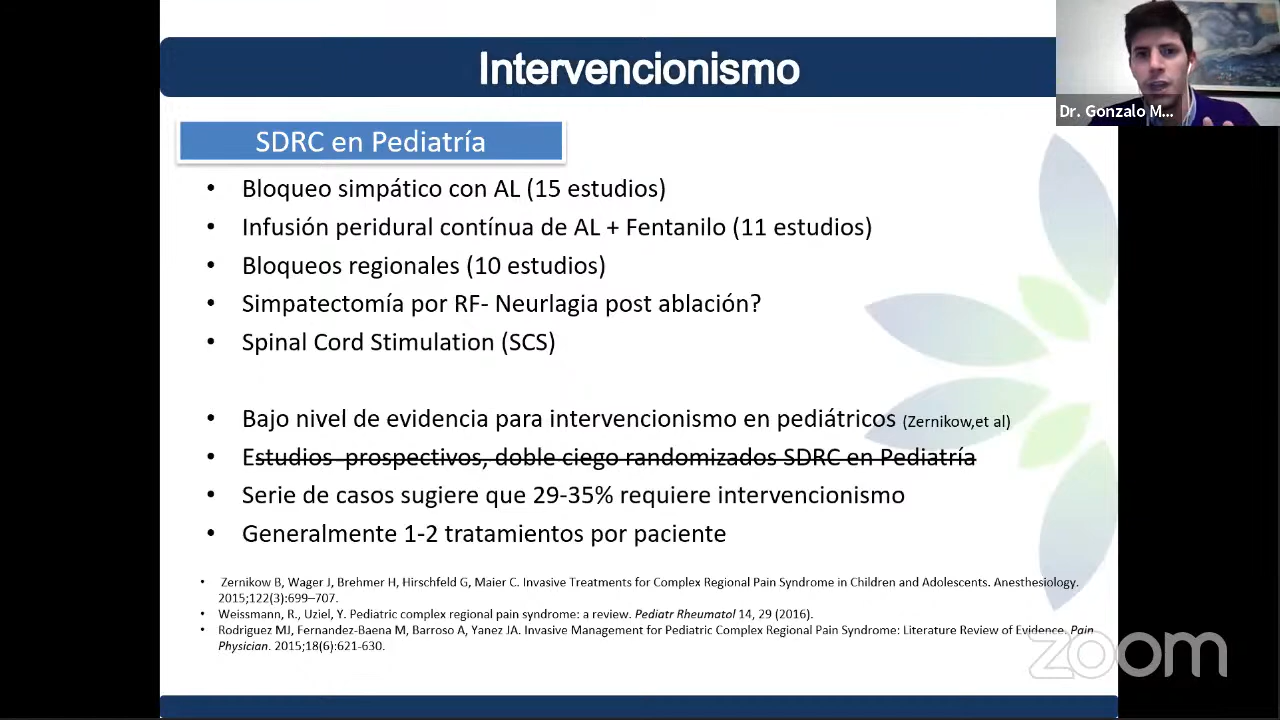 Intervencionismo
Dr. Gonzalo M...
SDRC en Pediatría
• Bloqueo simpático con AL (15 estudios)
• Infusión peridural contínua de AL + Fentanilo (11 estudios)
• Bloqueos regionales (10 estudios)
• Simpatectomía por RF- Neurlagia post ablación?
• Spinal Cord Stimulation (SCS)
• Bajo nivel de evidencia para intervencionismo en pediátricos (Zernikow,et al)
• Estudios prospectivos, doble ciego randomizados SDRC en Pediatría
• Serie de casos sugiere que 29-35% requiere intervencionismo
• Generalmente 1-2 tratamientos por paciente
• Zernikow B, Wager J, Brehmer H, Hirschfeld G, Maier C. Invasive Treatments for Complex Regional Pain Syndrome in Children and Adolescents. Anesthesiology.
2015;122(3):699–707.
• Weissmann, R., Uziel, Y. Pediatric complex regional pain syndrome: a review. Pediatr Rheumatol 14, 29 (2016).
• Rodriguez MJ, Fernandez-Baena M, Barroso A, Yanez JA. Invasive Management for Pediatric Complex Regional Pain Syndrome: Literature Review of Evidence. Pain
Physician. 2015;18(6):621-630.
zoom